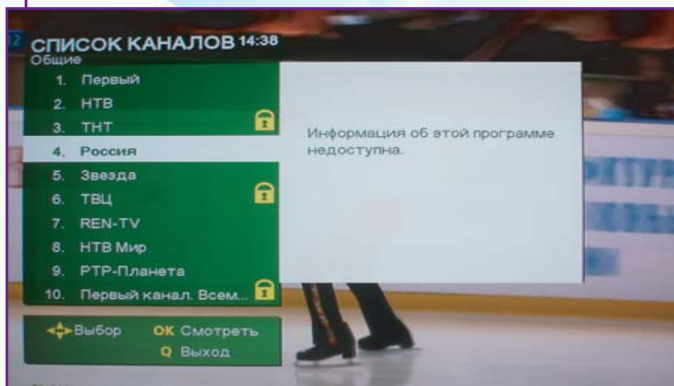 СПИСОК КАНАЛОВ 14:38
Общие
1. Первый
2. НТВ
3. ТНТ
4. Россия
5. Звезда
6. ТВЦ
7. REN-TV
8. НТВ Мир
9. РТР-Планета
10. Первый канал. Всем...
Информация об этой программе
недоступна.
Выбор OK Смотреть
Q Выход